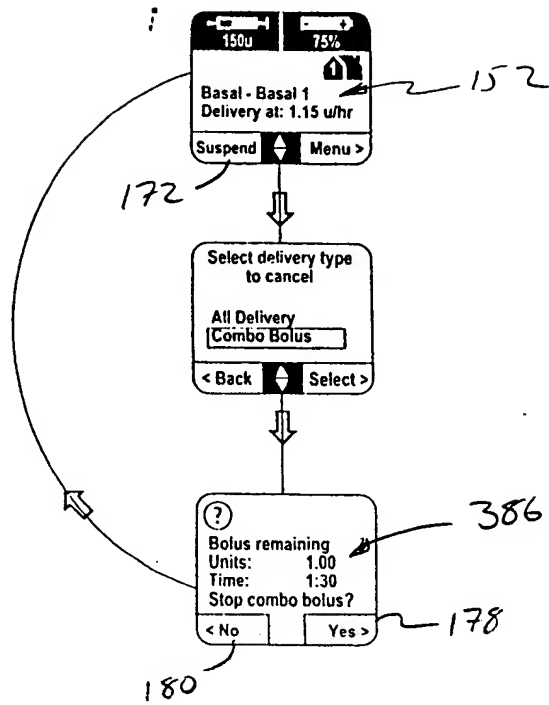 150u 75%
Basal - Basal 1
Delivery at: 1.15 u/hr
152
Suspend Menu >
172
Select delivery type
to cancel
All Delivery
Combo Bolus
< Back Select >
?
386
Bolus remaining
Units: 1.00
Time: 1:30
Stop combo bolus?
< No Yes >
178
180